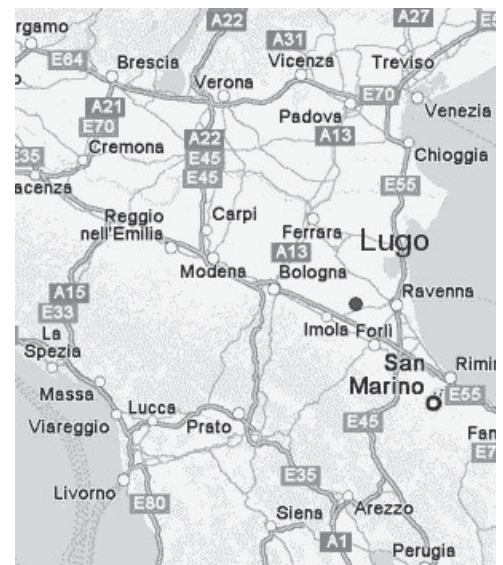 A22
A27
rgamo
A31
E64
Brescia
Vicenza
Treviso
Verona
A21
E70
Padova
E70
Venezia
A22
A13
E35
Cremona
E45
Chioggia
acenza
E45
E55
Reggio
nell'Emilia
Carpi
Ferrara
Lugo
A13
Modena
Bologna
A15
E33
Ravenna
La
Spezia
Imola
Forlì
San
Marino
Rimin
Massa
E55
Lucca
Viareggio
Prato
E45
Fan
E7
E35
Livorno
E80
Siena
Arezzo
A1
Perugia